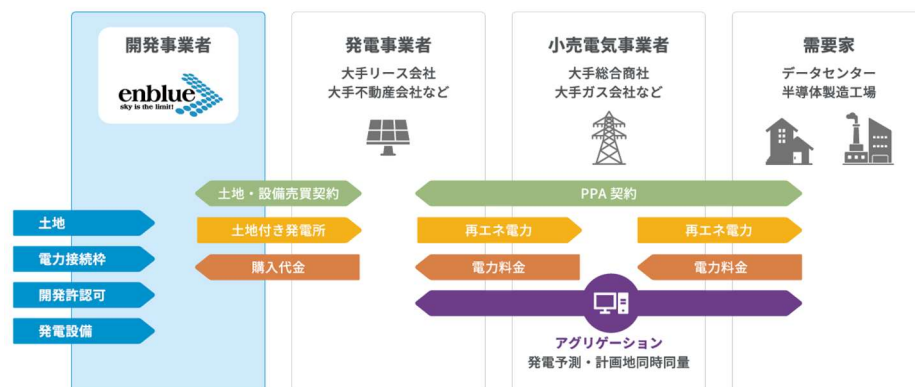 開発事業者
enblue
sky is the limit!
発電事業者
大手リース会社
大手不動産会社など
小売電気事業者
大手総合商社
大手ガス会社など
需要家
データセンター
半導体製造工場
土地・設備売買契約
PPA 契約
土地
土地付き発電所
再エネ電力
再エネ電力
電力接続枠
購入代金
電力料金
電力料金
開発許認可
発電設備
アグリゲーション
発電予測・計画地同時同量